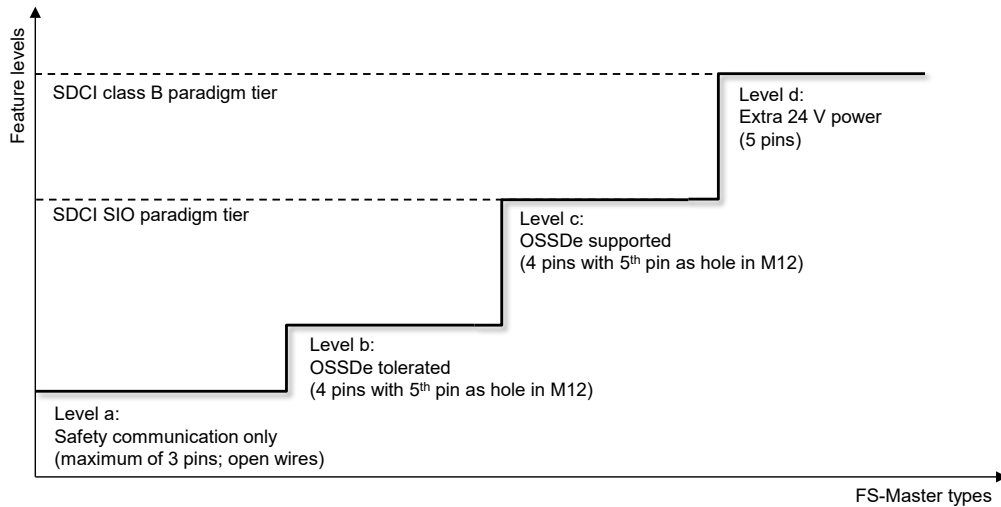 Feature levels
SDCI class B paradigm tier
Level d:
Extra 24 V power
(5 pins)
SDCI SIO paradigm tier
Level c:
OSSDe supported
(4 pins with 5th pin as hole in M12)
Level b:
OSSDe tolerated
(4 pins with 5th pin as hole in M12)
Level a:
Safety communication only
(maximum of 3 pins; open wires)
FS-Master types